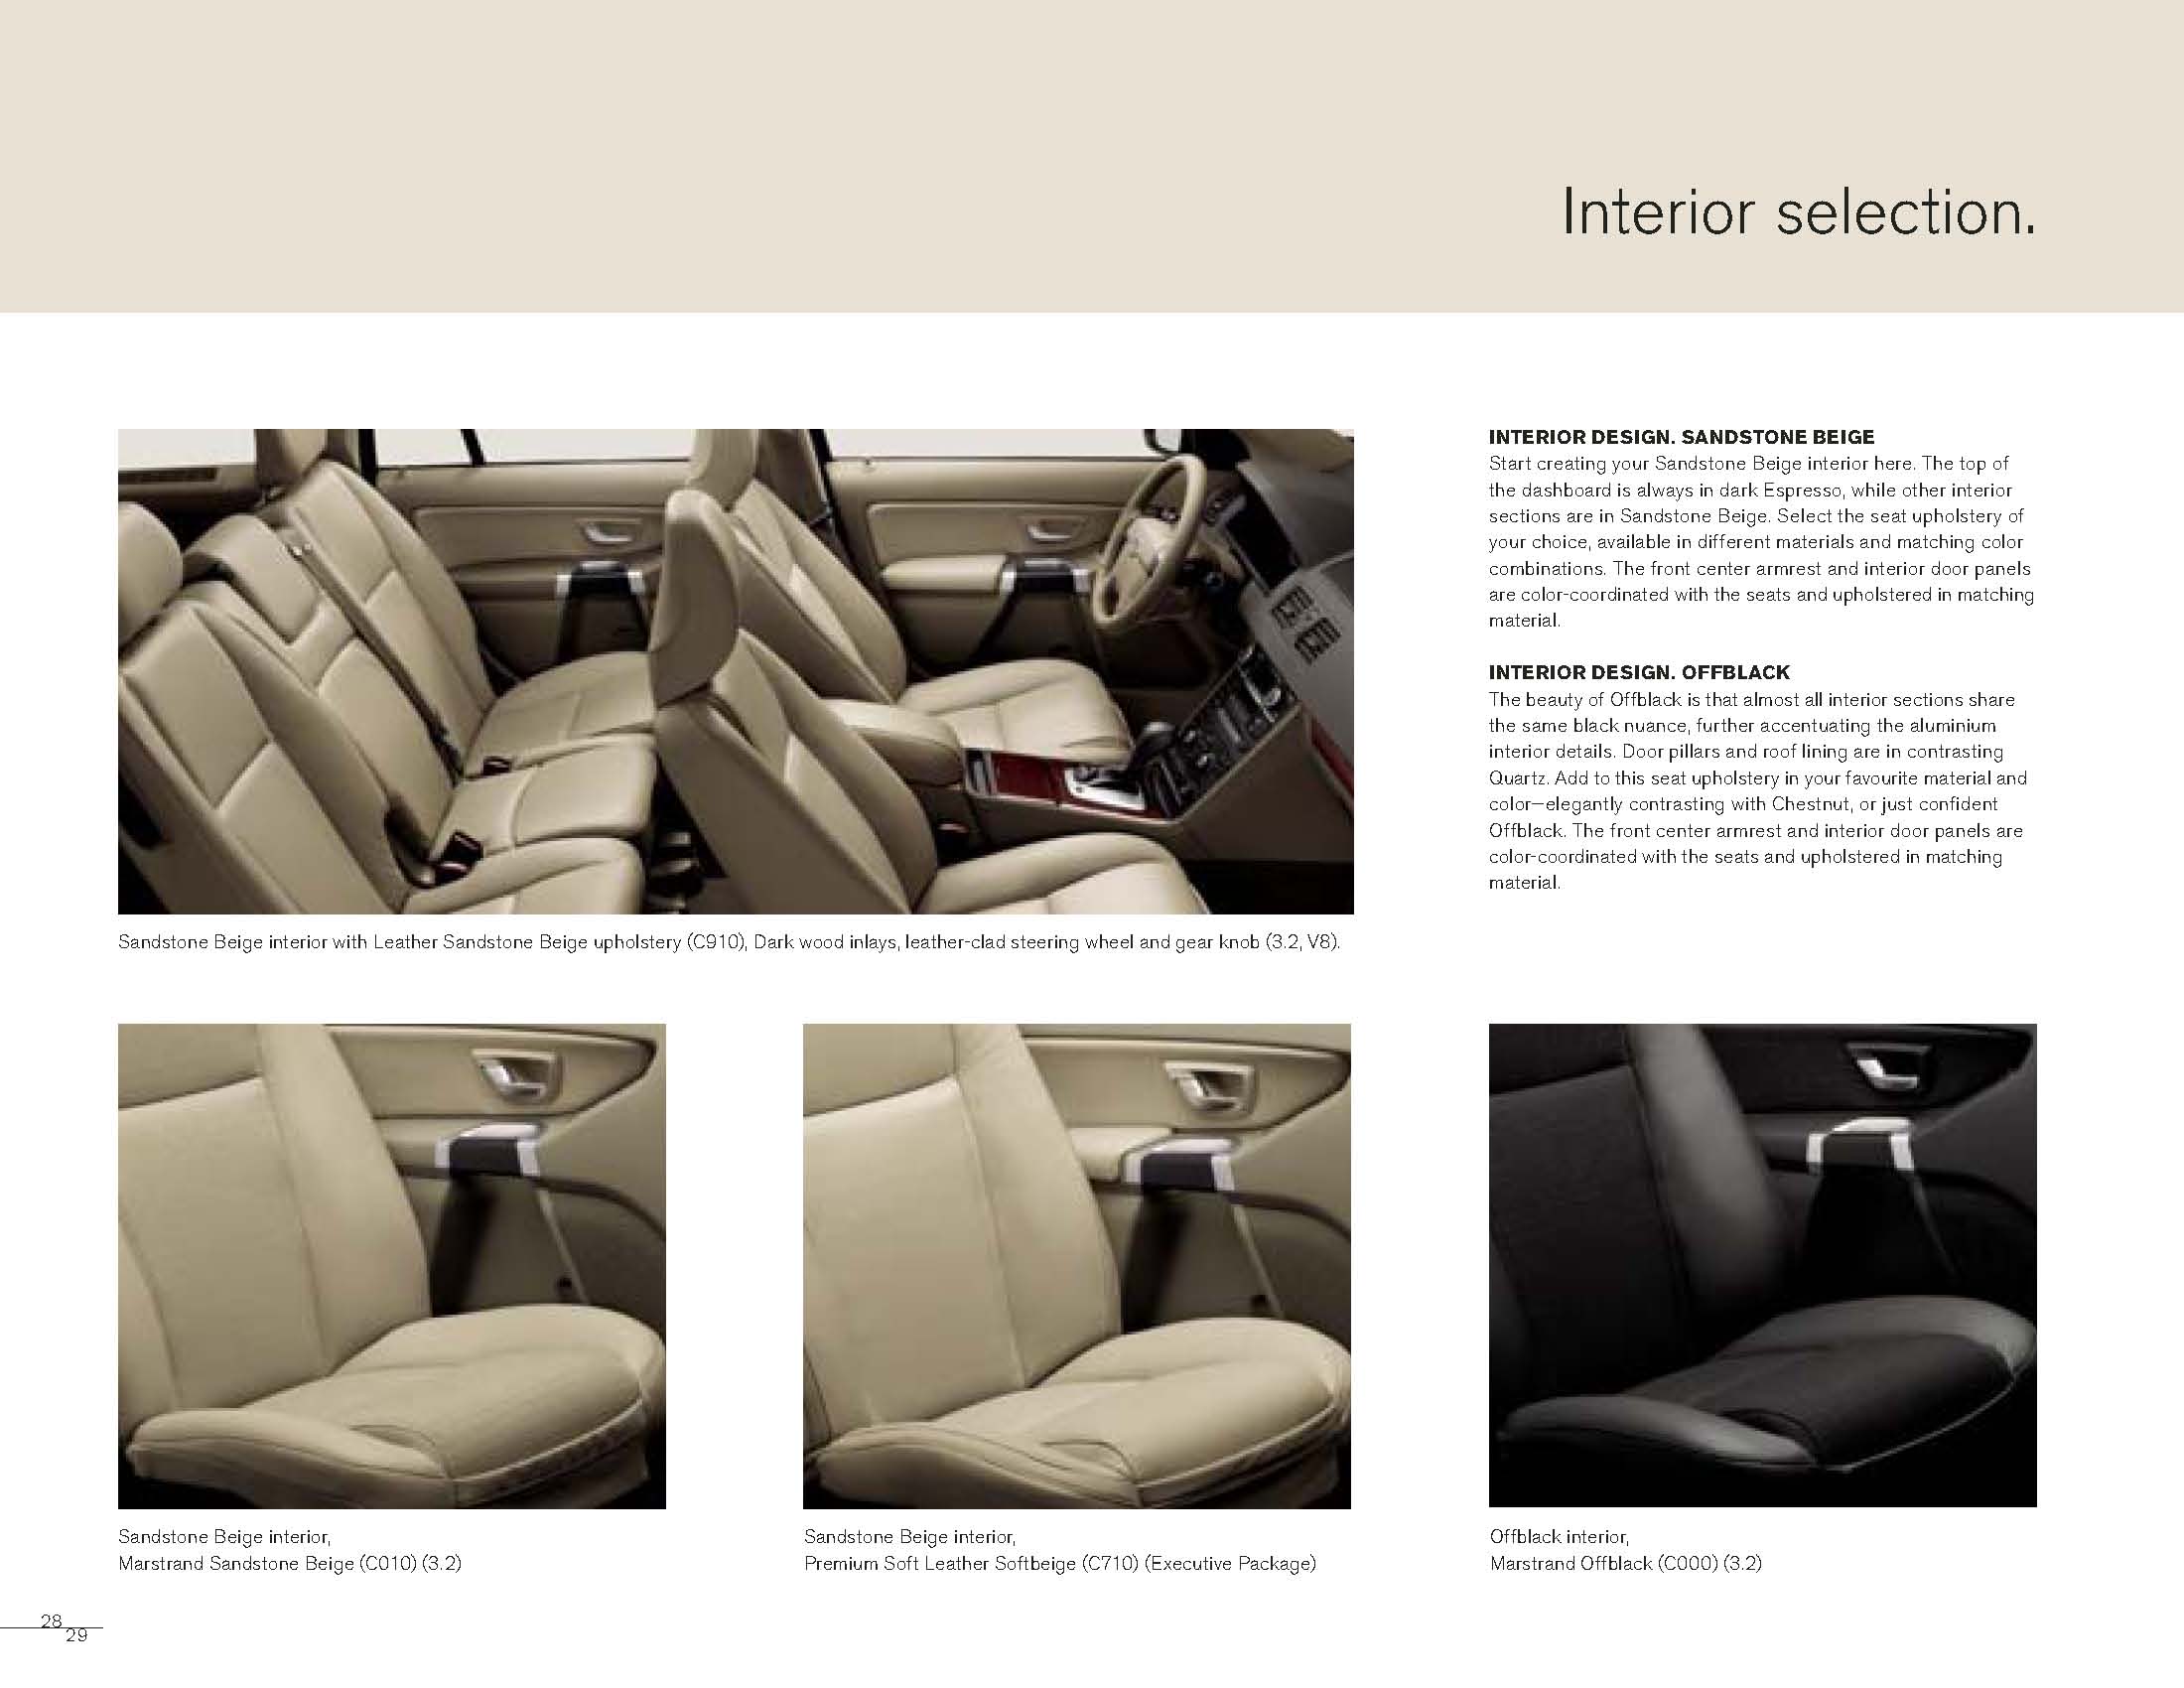 Interior selection.
INTERIOR DESIGN. SANDSTONE BEIGE
Start creating your Sandstone Beige interior here. The top of
the dashboard is always in dark Espresso, while other interior
sections are in Sandstone Beige. Select the seat upholstery of
your choice, available in different materials and matching color
combinations. The front center armrest and interior door panels
are color-coordinated with the seats and upholstered in matching
material.
INTERIOR DESIGN. OFFBLACK
The beauty of Offblack is that almost all interior sections share
the same black nuance, further accentuating the aluminium
interior details. Door pillars and roof lining are in contrasting
Quartz. Add to this seat upholstery in your favourite material and
color—elegantly contrasting with Chestnut, or just confident
Offblack. The front center armrest and interior door panels are
color-coordinated with the seats and upholstered in matching
material.
Sandstone Beige interior with Leather Sandstone Beige upholstery (C910), Dark wood inlays, leather-clad steering wheel and gear knob (3.2, V8).
Sandstone Beige interior,
Marstrand Sandstone Beige (C010) (3.2)
Sandstone Beige interior,
Premium Soft Leather Softbeige (C710) (Executive Package)
Offblack interior,
Marstrand Offblack (C000) (3.2)
28
29